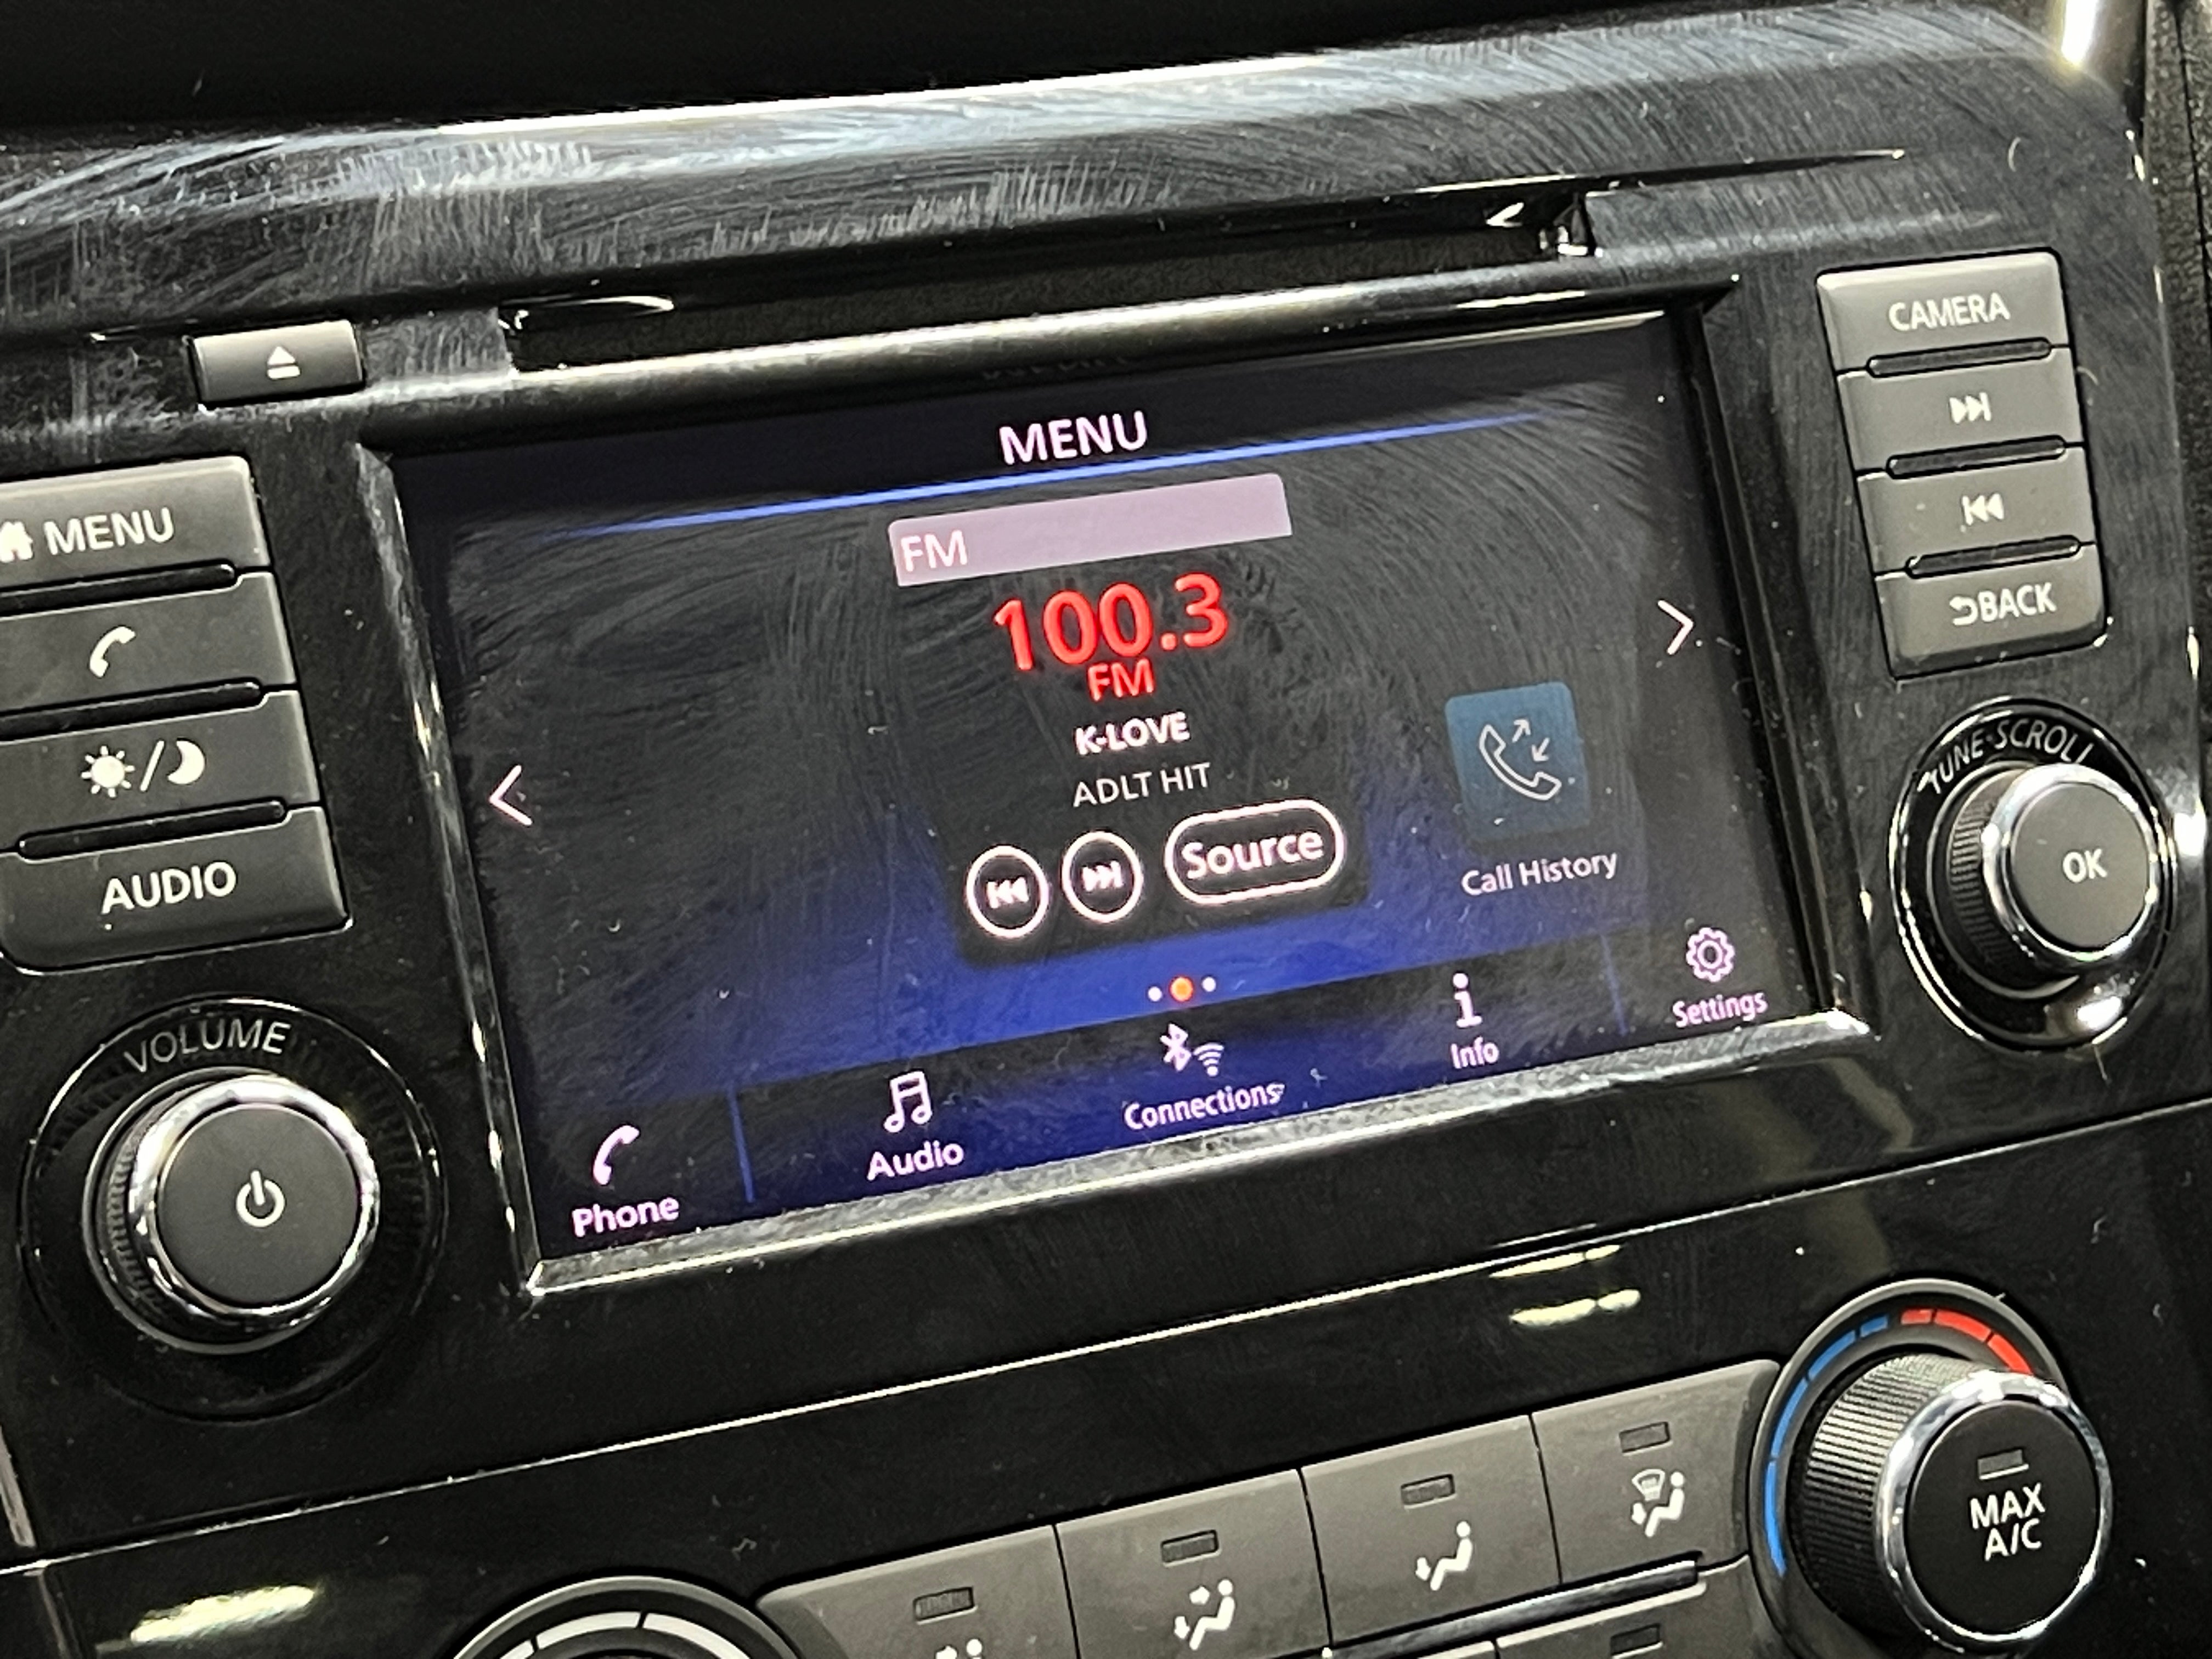 MENU
AUDIO
VOLUME
MENU
FM
100.3
FM
K-LOVE
ADLT HIT
Source
Call History
Phone
Audio
Connections
Info
Settings
CAMERA
BACK
TUNE·SCROLL
OK
MAX
A/C